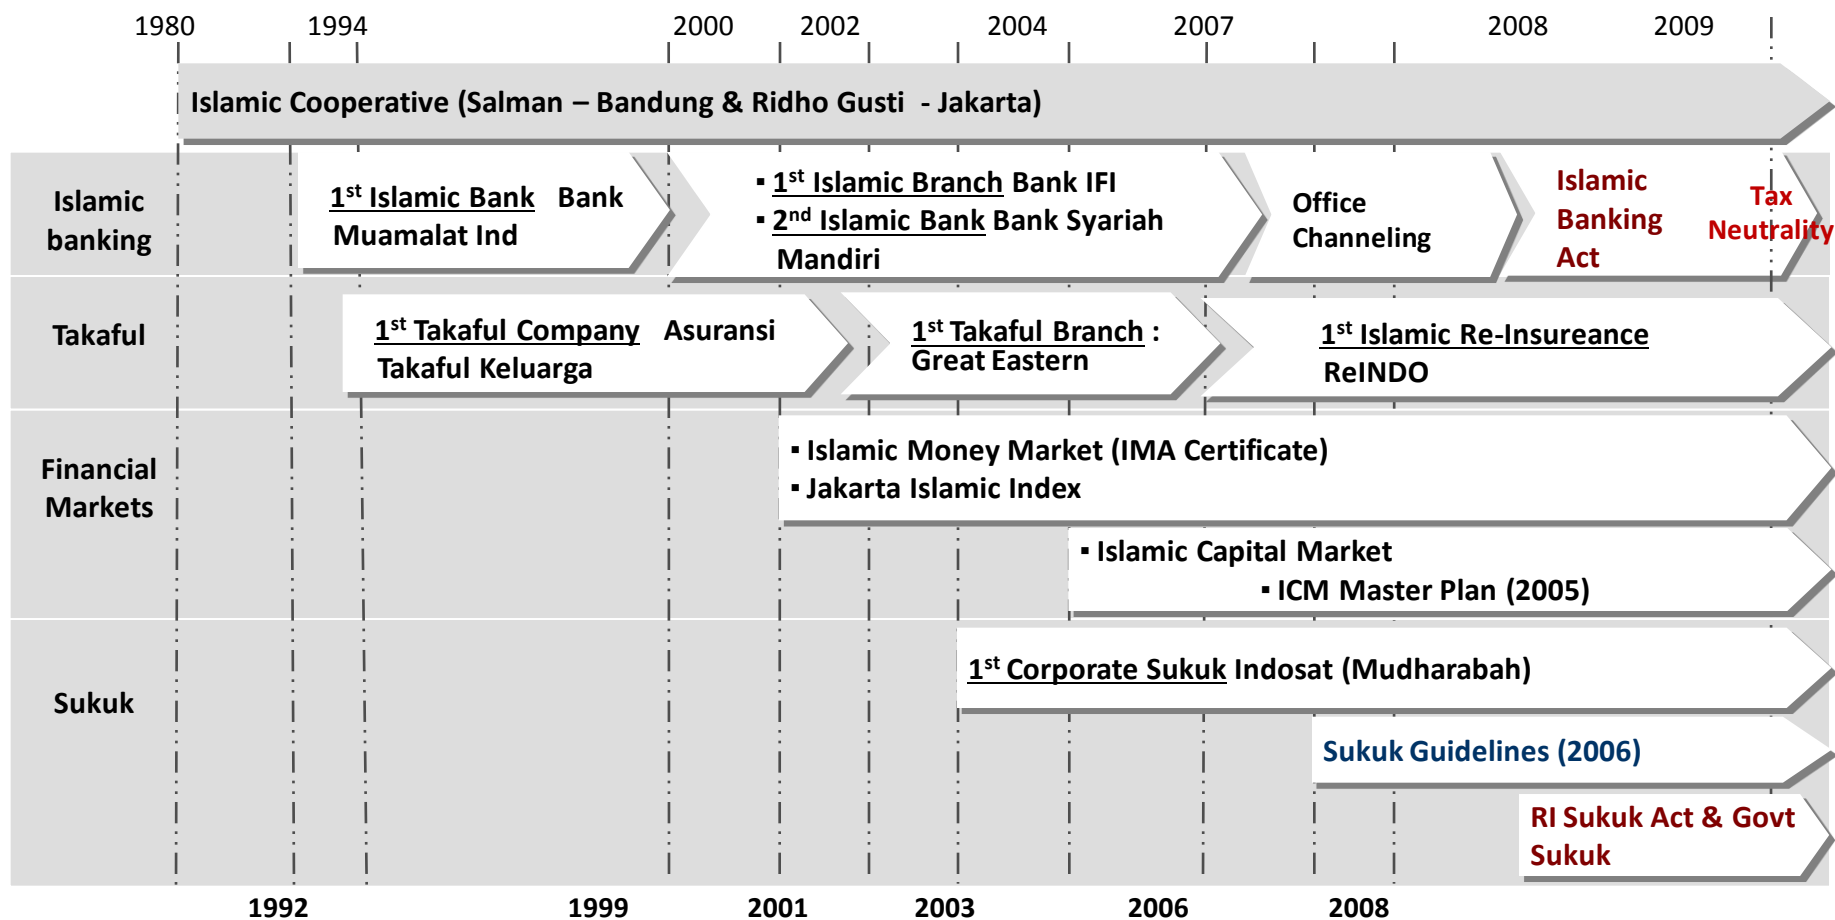 1980 1994 2000 2002 2004 2007 2008 2009
Islamic Cooperative (Salman – Bandung & Ridho Gusti - Jakarta)
Islamic
banking
1st Islamic Bank Bank
Muamalat Ind
▪ 1st Islamic Branch Bank IFI
▪ 2nd Islamic Bank Bank Syariah
Mandiri
Office
Channeling
Islamic
Banking
Act
Tax
Neutrality
Takaful
1st Takaful Company Asuransi
Takaful Keluarga
1st Takaful Branch :
Great Eastern
1st Islamic Re-Insureance
ReINDO
Financial
Markets
▪ Islamic Money Market (IMA Certificate)
▪ Jakarta Islamic Index
▪ Islamic Capital Market
▪ ICM Master Plan (2005)
Sukuk
1st Corporate Sukuk Indosat (Mudharabah)
Sukuk Guidelines (2006)
RI Sukuk Act & Govt
Sukuk
1992 1999 2001 2003 2006 2008